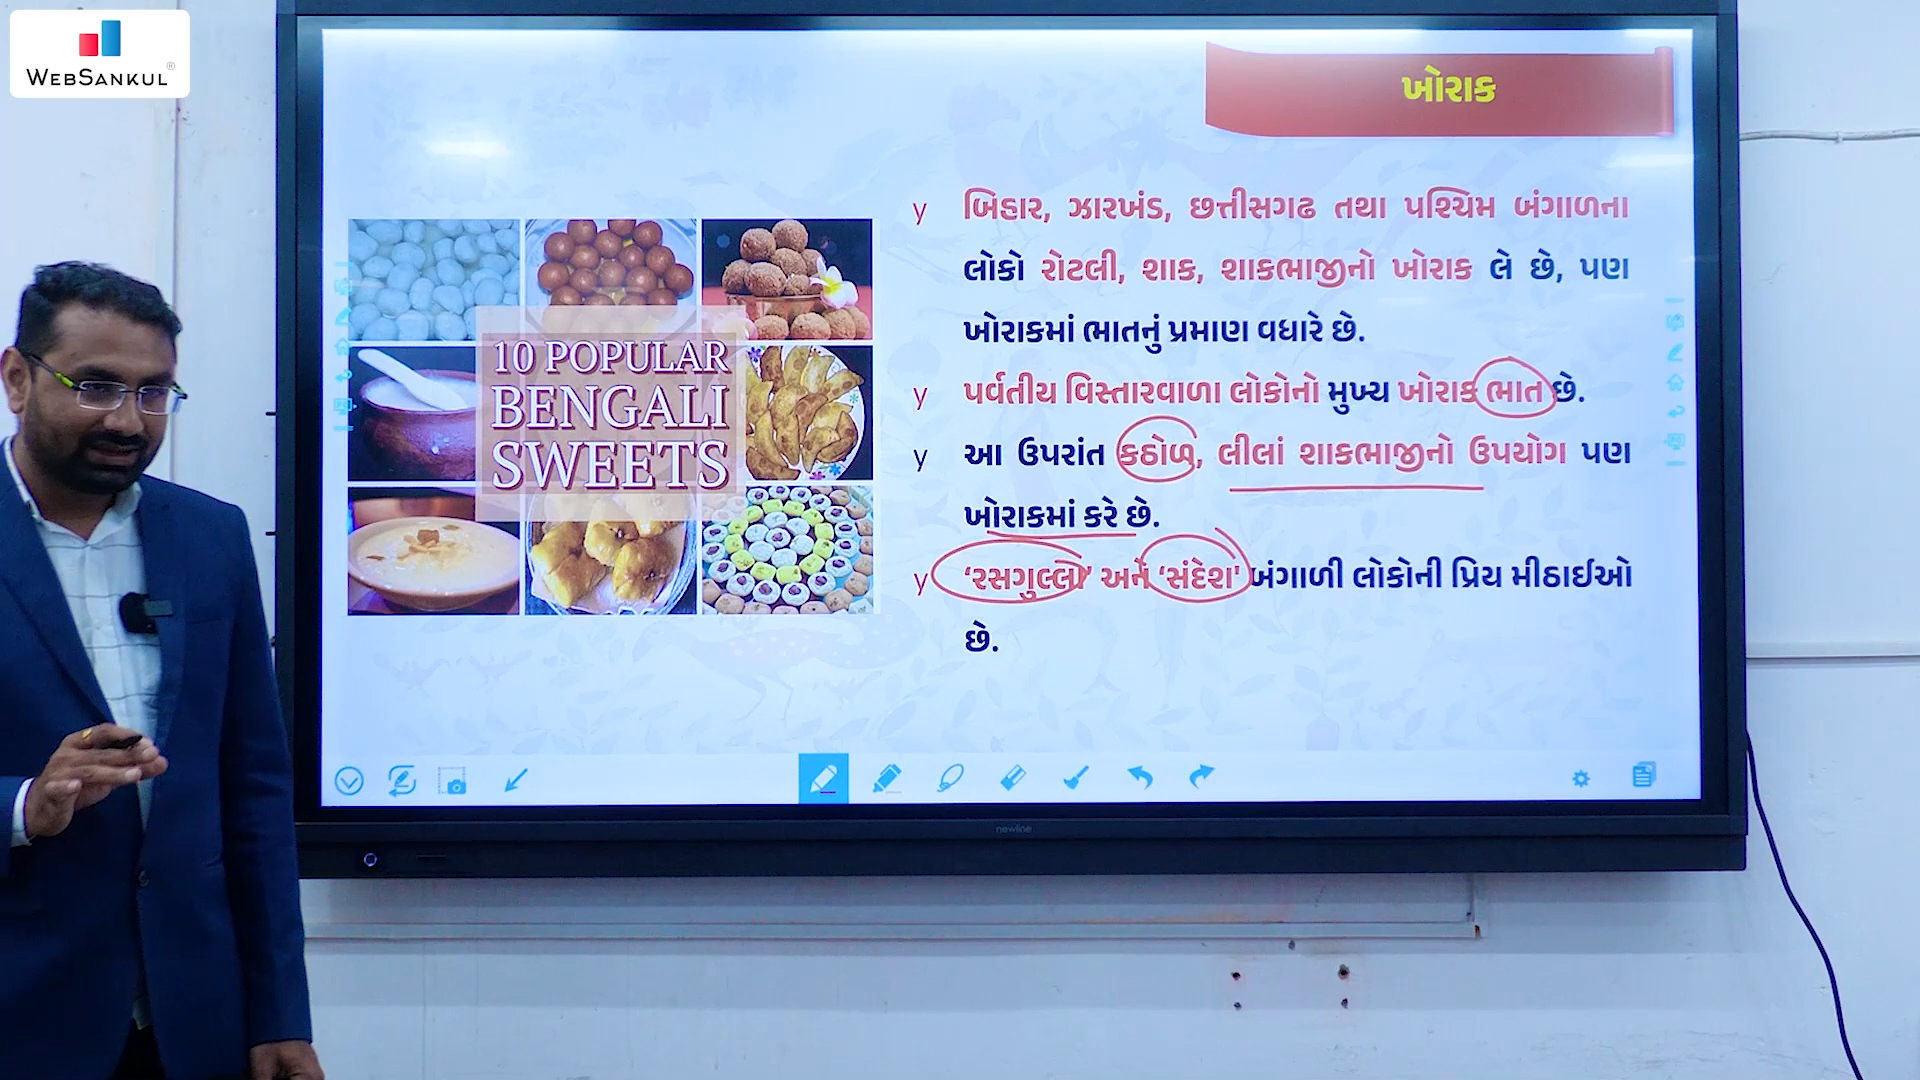 WEBSANKUL®
ખોરાક
y બિહાર, ઝારખંડ, છત્તીસગઢ તથા પશ્ચિમ બંગાળના
લોકો રોટલી, શાક, શાકભાજીનો ખોરાક લે છે, પણ
ખોરાકમાં ભાતનું પ્રમાણ વધારે છે.
y પર્વતીય વિસ્તારવાળા લોકોનો મુખ્ય ખોરાક ભાત છે.
y આ ઉપરાંત કઠોળ, લીલાં શાકભાજીનો ઉપયોગ પણ
ખોરાકમાં કરે છે.
y ‘રસગુલ્લા’ અને ‘સંદેશ' બંગાળી લોકોની પ્રિય મીઠાઈઓ
છે.
10 POPULAR
BENGALI
SWEETS
newline